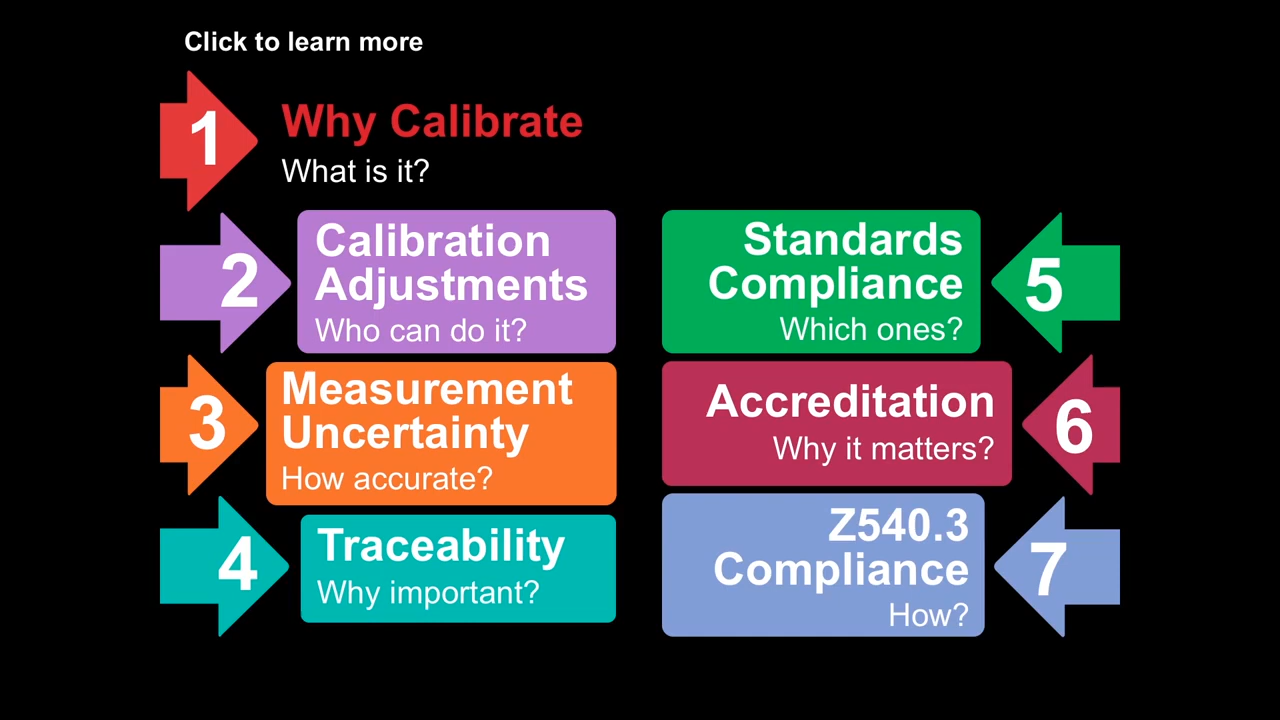 Click to learn more
1
Why Calibrate
What is it?
2
Calibration
Adjustments
Who can do it?
3
Measurement
Uncertainty
How accurate?
4
Traceability
Why important?
Standards
Compliance
Which ones?
5
Accreditation
Why it matters?
6
Z540.3
Compliance
How?
7